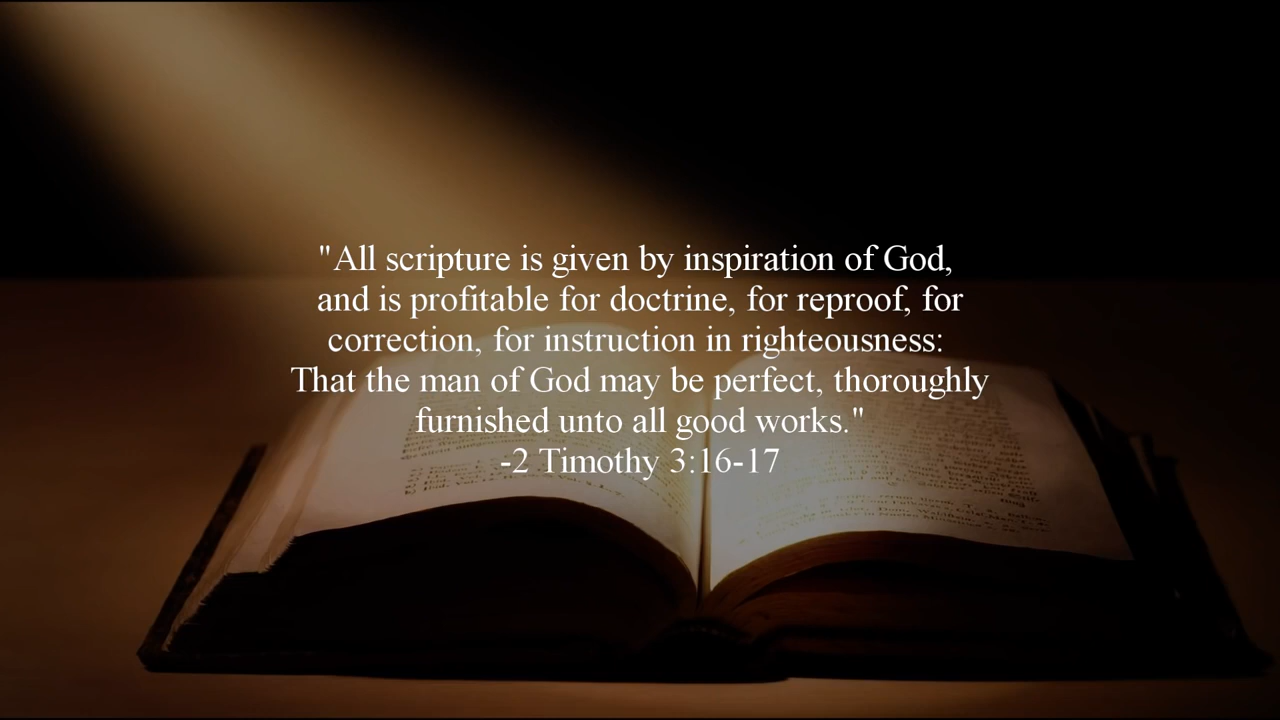 "All scripture is given by inspiration of God,
and is profitable for doctrine, for reproof, for
correction, for instruction in righteousness:
That the man of God may be perfect, thoroughly
furnished unto all good works."
-2 Timothy 3:16-17